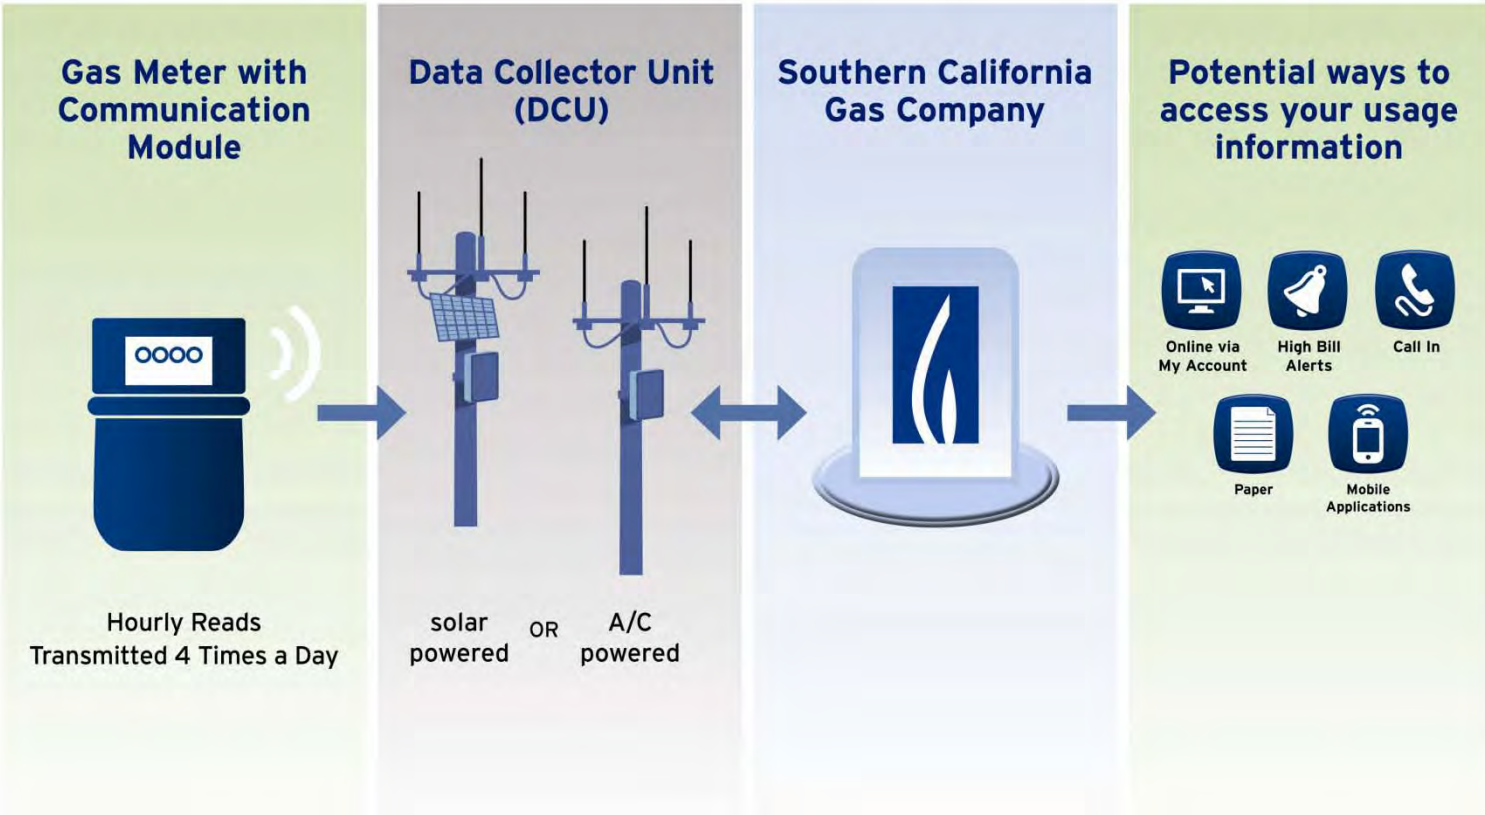 Gas Meter with
Communication
Module
OOOO
Hourly Reads
Transmitted 4 Times a Day
Data Collector Unit
(DCU)
solar
powered
OR
A/C
powered
Southern California
Gas Company
Potential ways to
access your usage
information
Online via
My Account
High Bill
Alerts
Call In
Paper
Mobile
Applications